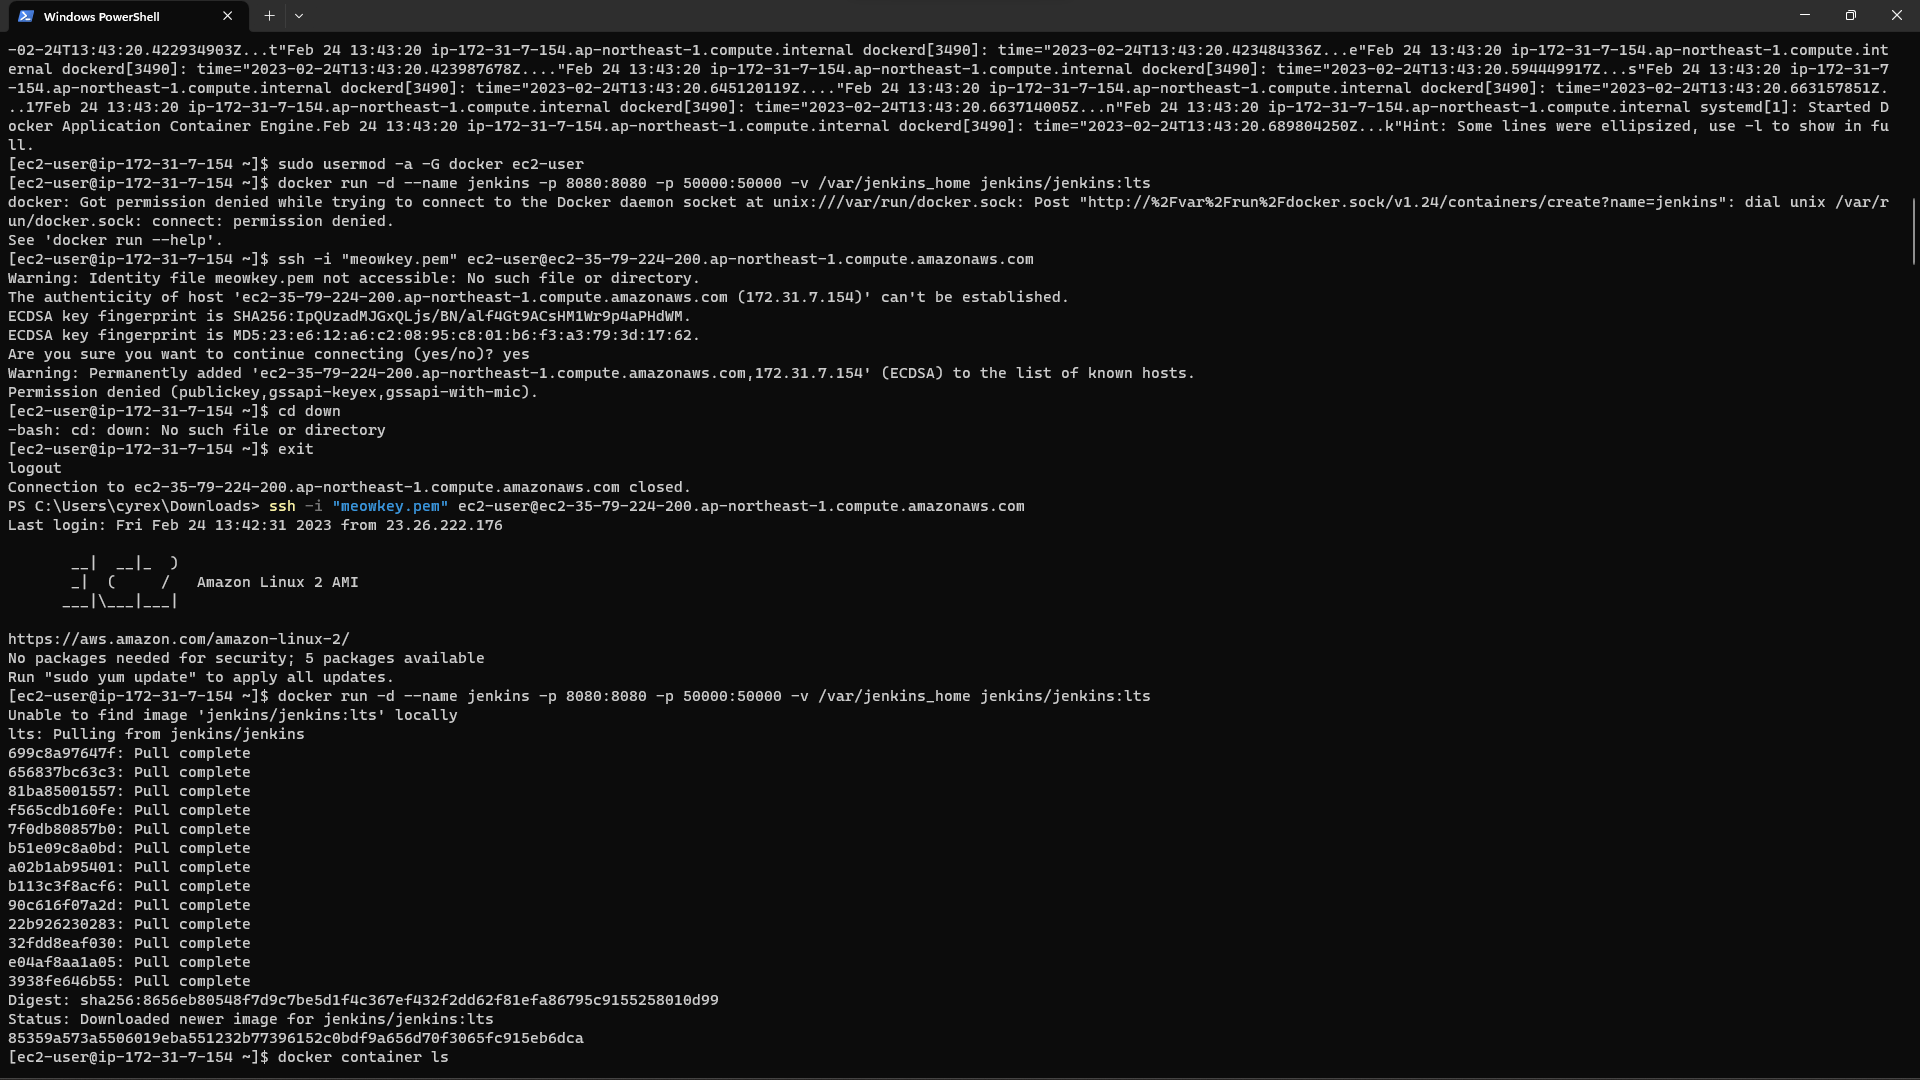 Windows PowerShell
-02-24T13:43:20.422934903Z...t"Feb 24 13:43:20 ip-172-31-7-154.ap-northeast-1.compute.internal dockerd[3490]: time="2023-02-24T13:43:20.423484336Z...e"Feb 24 13:43:20 ip-172-31-7-154.ap-northeast-1.compute.int
ernal dockerd[3490]: time="2023-02-24T13:43:20.423987678Z...."Feb 24 13:43:20 ip-172-31-7-154.ap-northeast-1.compute.internal dockerd[3490]: time="2023-02-24T13:43:20.594449917Z...s"Feb 24 13:43:20 ip-172-31-7
-154.ap-northeast-1.compute.internal dockerd[3490]: time="2023-02-24T13:43:20.645120119Z...."Feb 24 13:43:20 ip-172-31-7-154.ap-northeast-1.compute.internal dockerd[3490]: time="2023-02-24T13:43:20.663157851Z.
..17Feb 24 13:43:20 ip-172-31-7-154.ap-northeast-1.compute.internal dockerd[3490]: time="2023-02-24T13:43:20.663714005Z...n"Feb 24 13:43:20 ip-172-31-7-154.ap-northeast-1.compute.internal systemd[1]: Started D
ocker Application Container Engine.Feb 24 13:43:20 ip-172-31-7-154.ap-northeast-1.compute.internal dockerd[3490]: time="2023-02-24T13:43:20.689804250Z...k"Hint: Some lines were ellipsized, use -l to show in fu
ll.
[ec2-user@ip-172-31-7-154 ~]$ sudo usermod -a -G docker ec2-user
[ec2-user@ip-172-31-7-154 ~]$ docker run -d --name jenkins -p 8080:8080 -p 50000:50000 -v /var/jenkins_home jenkins/jenkins:lts
docker: Got permission denied while trying to connect to the Docker daemon socket at unix:///var/run/docker.sock: Post "http://%2Fvar%2Frun%2Fdocker.sock/v1.24/containers/create?name=jenkins": dial unix /var/r
un/docker.sock: connect: permission denied.
See 'docker run --help'.
[ec2-user@ip-172-31-7-154 ~]$ ssh -i "meowkey.pem" ec2-user@ec2-35-79-224-200.ap-northeast-1.compute.amazonaws.com
Warning: Identity file meowkey.pem not accessible: No such file or directory.
The authenticity of host 'ec2-35-79-224-200.ap-northeast-1.compute.amazonaws.com (172.31.7.154)' can't be established.
ECDSA key fingerprint is SHA256:IpQUzadMJGxQLjs/BN/alf4Gt9ACsHM1Wr9p4aPHdWM.
ECDSA key fingerprint is MD5:23:e6:12:a6:c2:08:95:c8:01:b6:f3:a3:79:3d:17:62.
Are you sure you want to continue connecting (yes/no)? yes
Warning: Permanently added 'ec2-35-79-224-200.ap-northeast-1.compute.amazonaws.com,172.31.7.154' (ECDSA) to the list of known hosts.
Permission denied (publickey,gssapi-keyex,gssapi-with-mic).
[ec2-user@ip-172-31-7-154 ~]$ cd down
-bash: cd: down: No such file or directory
[ec2-user@ip-172-31-7-154 ~]$ exit
logout
Connection to ec2-35-79-224-200.ap-northeast-1.compute.amazonaws.com closed.
PS C:\Users\cyrex\Downloads> ssh -i "meowkey.pem" ec2-user@ec2-35-79-224-200.ap-northeast-1.compute.amazonaws.com
Last login: Fri Feb 24 13:42:31 2023 from 23.26.222.176
       __|  __|_  )
       _|  (     /   Amazon Linux 2 AMI
      ___|\___|___|
https://aws.amazon.com/amazon-linux-2/
No packages needed for security; 5 packages available
Run "sudo yum update" to apply all updates.
[ec2-user@ip-172-31-7-154 ~]$ docker run -d --name jenkins -p 8080:8080 -p 50000:50000 -v /var/jenkins_home jenkins/jenkins:lts
Unable to find image 'jenkins/jenkins:lts' locally
lts: Pulling from jenkins/jenkins
699c8a97647f: Pull complete
656837bc63c3: Pull complete
81ba85001557: Pull complete
f565cdb160fe: Pull complete
7f0db80857b0: Pull complete
b51e09c8a0bd: Pull complete
a02b1ab95401: Pull complete
b113c3f8acf6: Pull complete
90c616f07a2d: Pull complete
22b926230283: Pull complete
32fdd8eaf030: Pull complete
e04af8aa1a05: Pull complete
3938fe646b55: Pull complete
Digest: sha256:8656eb80548f7d9c7be5d1f4c367ef432f2dd62f81efa86795c9155258010d99
Status: Downloaded newer image for jenkins/jenkins:lts
85359a573a5506019eba551232b77396152c0bdf9a656d70f3065fc915eb6dca
[ec2-user@ip-172-31-7-154 ~]$ docker container ls